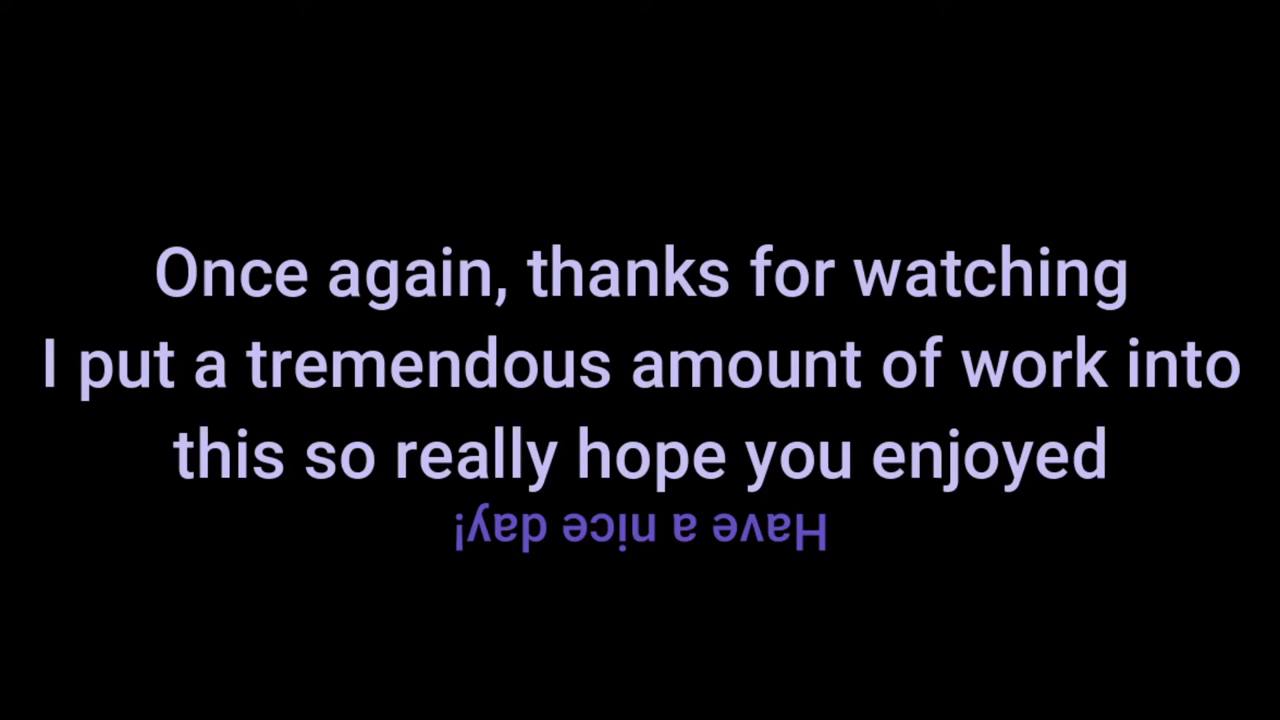 Once again, thanks for watching
I put a tremendous amount of work into
this so really hope you enjoyed
Have a nice day!